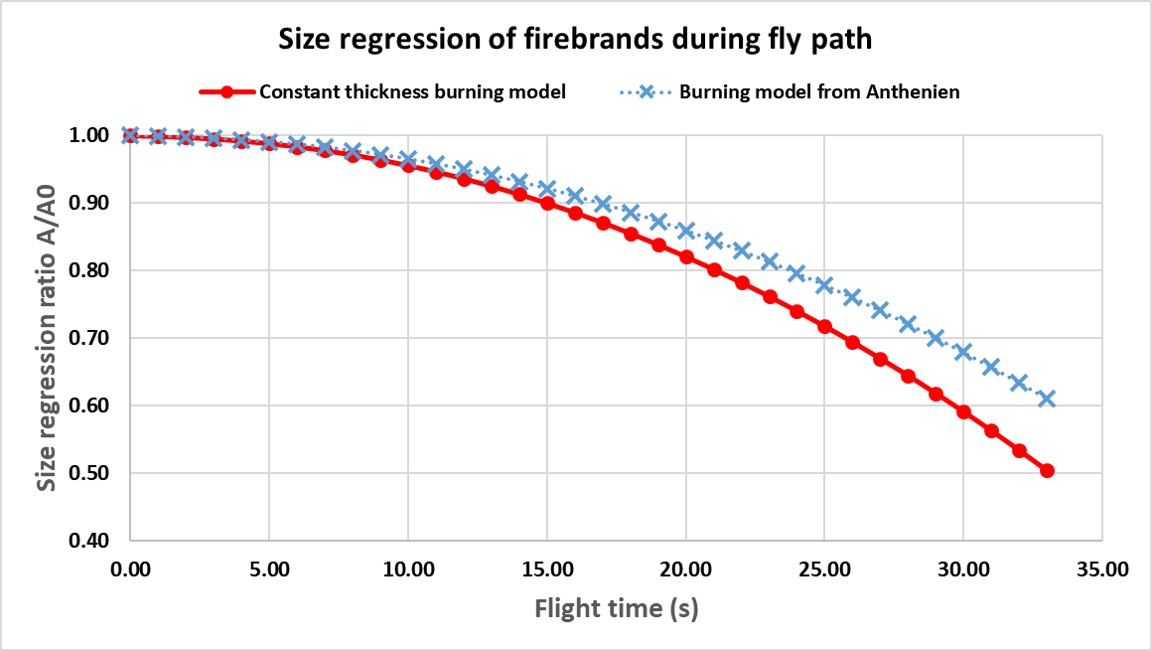 Size regression of firebrands during fly path
Constant thickness burning model
Burning model from Anthenien
Size regression ratio A/A0
1.00
0.90
0.80
0.70
0.60
0.50
0.40
0.00 5.00 10.00 15.00 20.00 25.00 30.00 35.00
Flight time (s)